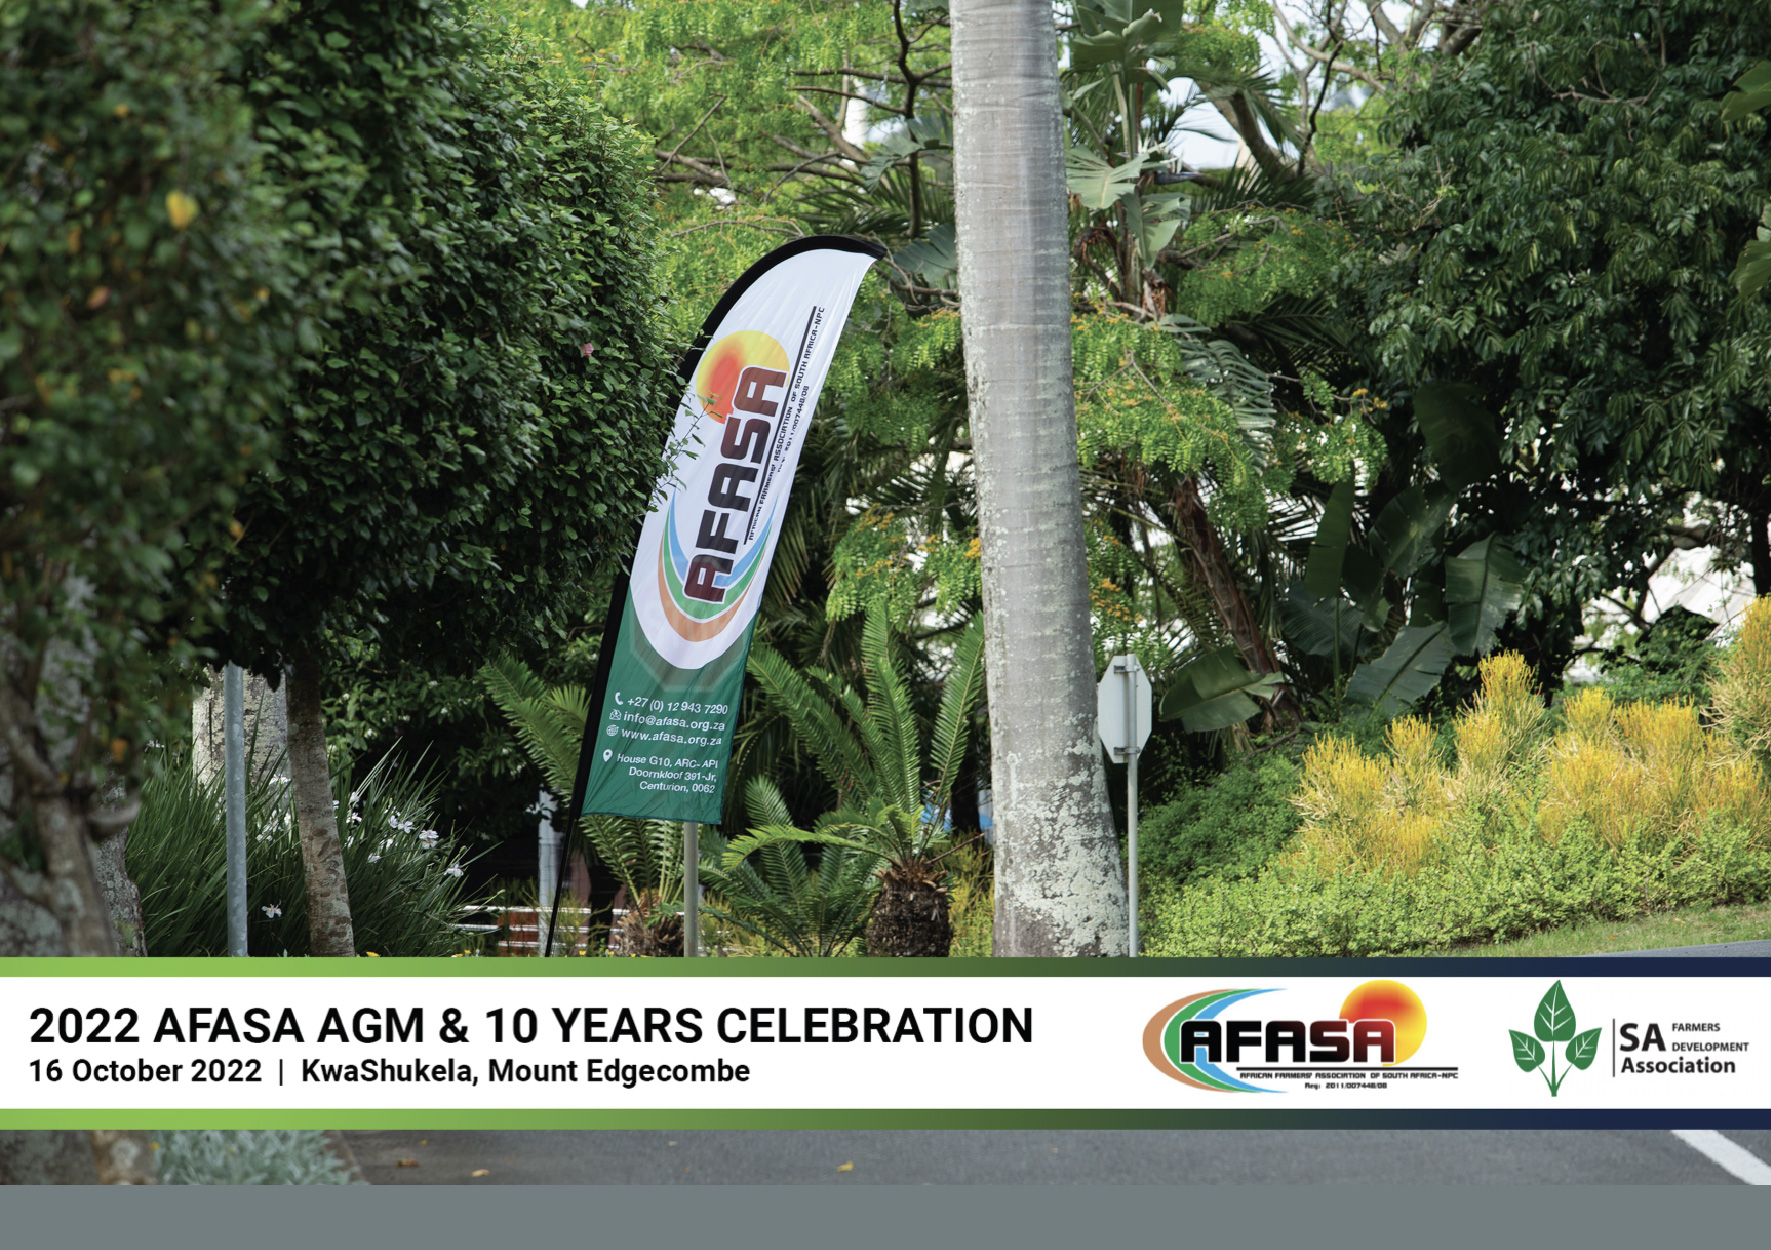 AFASA
AFRICAN FARMERS' ASSOCIATION OF SOUTH AFRICA-NPC
+27 (0) 12 943 7290
info@afasa.org.za
www.afasa.org.za
House G10, ARC- API
Doornkloof 391-Jr,
Centurion, 0062
2022 AFASA AGM & 10 YEARS CELEBRATION
16 October 2022 | KwaShukela, Mount Edgecombe
AFASA
AFRICAN FARMERS' ASSOCIATION OF SOUTH AFRICA-NPC
Reg: 2011/007448/08
SA FARMERS
DEVELOPMENT
Association